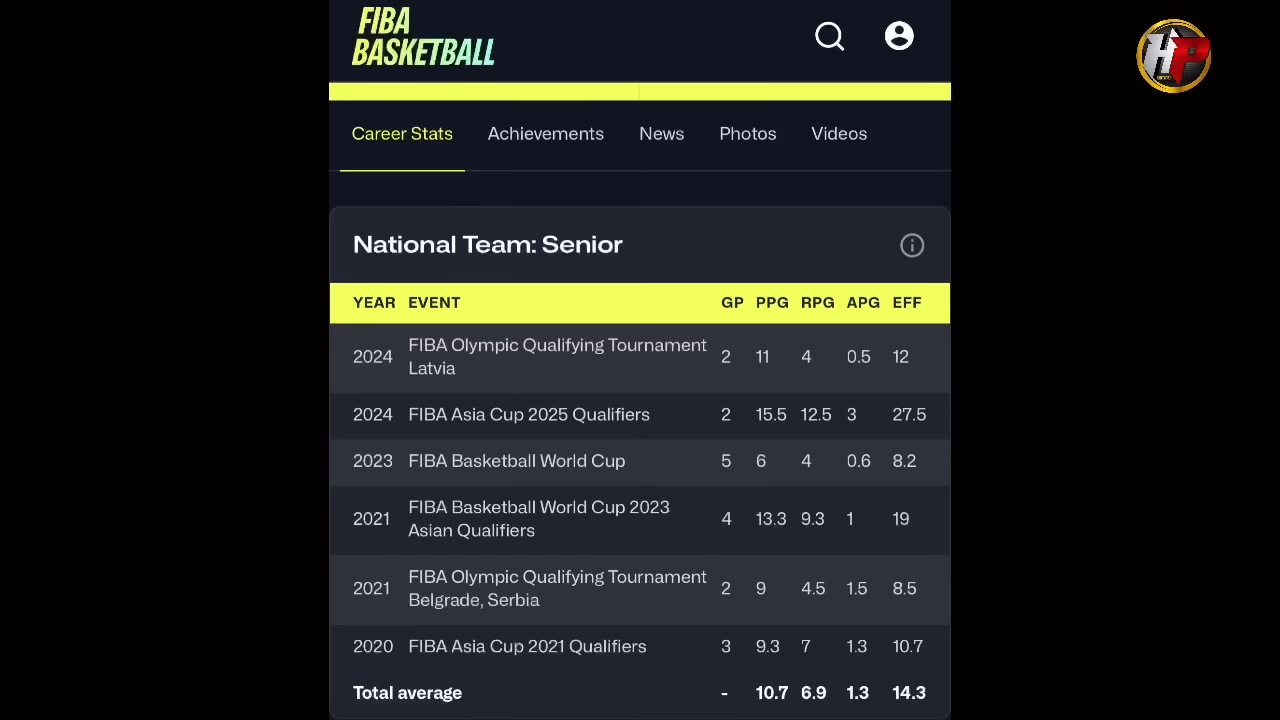 FIBA
BASKETBALL
HP
Career Stats Achievements News Photos Videos
National Team: Senior
YEAR EVENT GP PPG RPG APG EFF
2024 FIBA Olympic Qualifying Tournament Latvia 2 11 4 0.5 12
2024 FIBA Asia Cup 2025 Qualifiers 2 15.5 12.5 3 27.5
2023 FIBA Basketball World Cup 5 6 4 0.6 8.2
2021 FIBA Basketball World Cup 2023 Asian Qualifiers 4 13.3 9.3 1 19
2021 FIBA Olympic Qualifying Tournament Belgrade, Serbia 2 9 4.5 1.5 8.5
2020 FIBA Asia Cup 2021 Qualifiers 3 9.3 7 1.3 10.7
Total average - 10.7 6.9 1.3 14.3